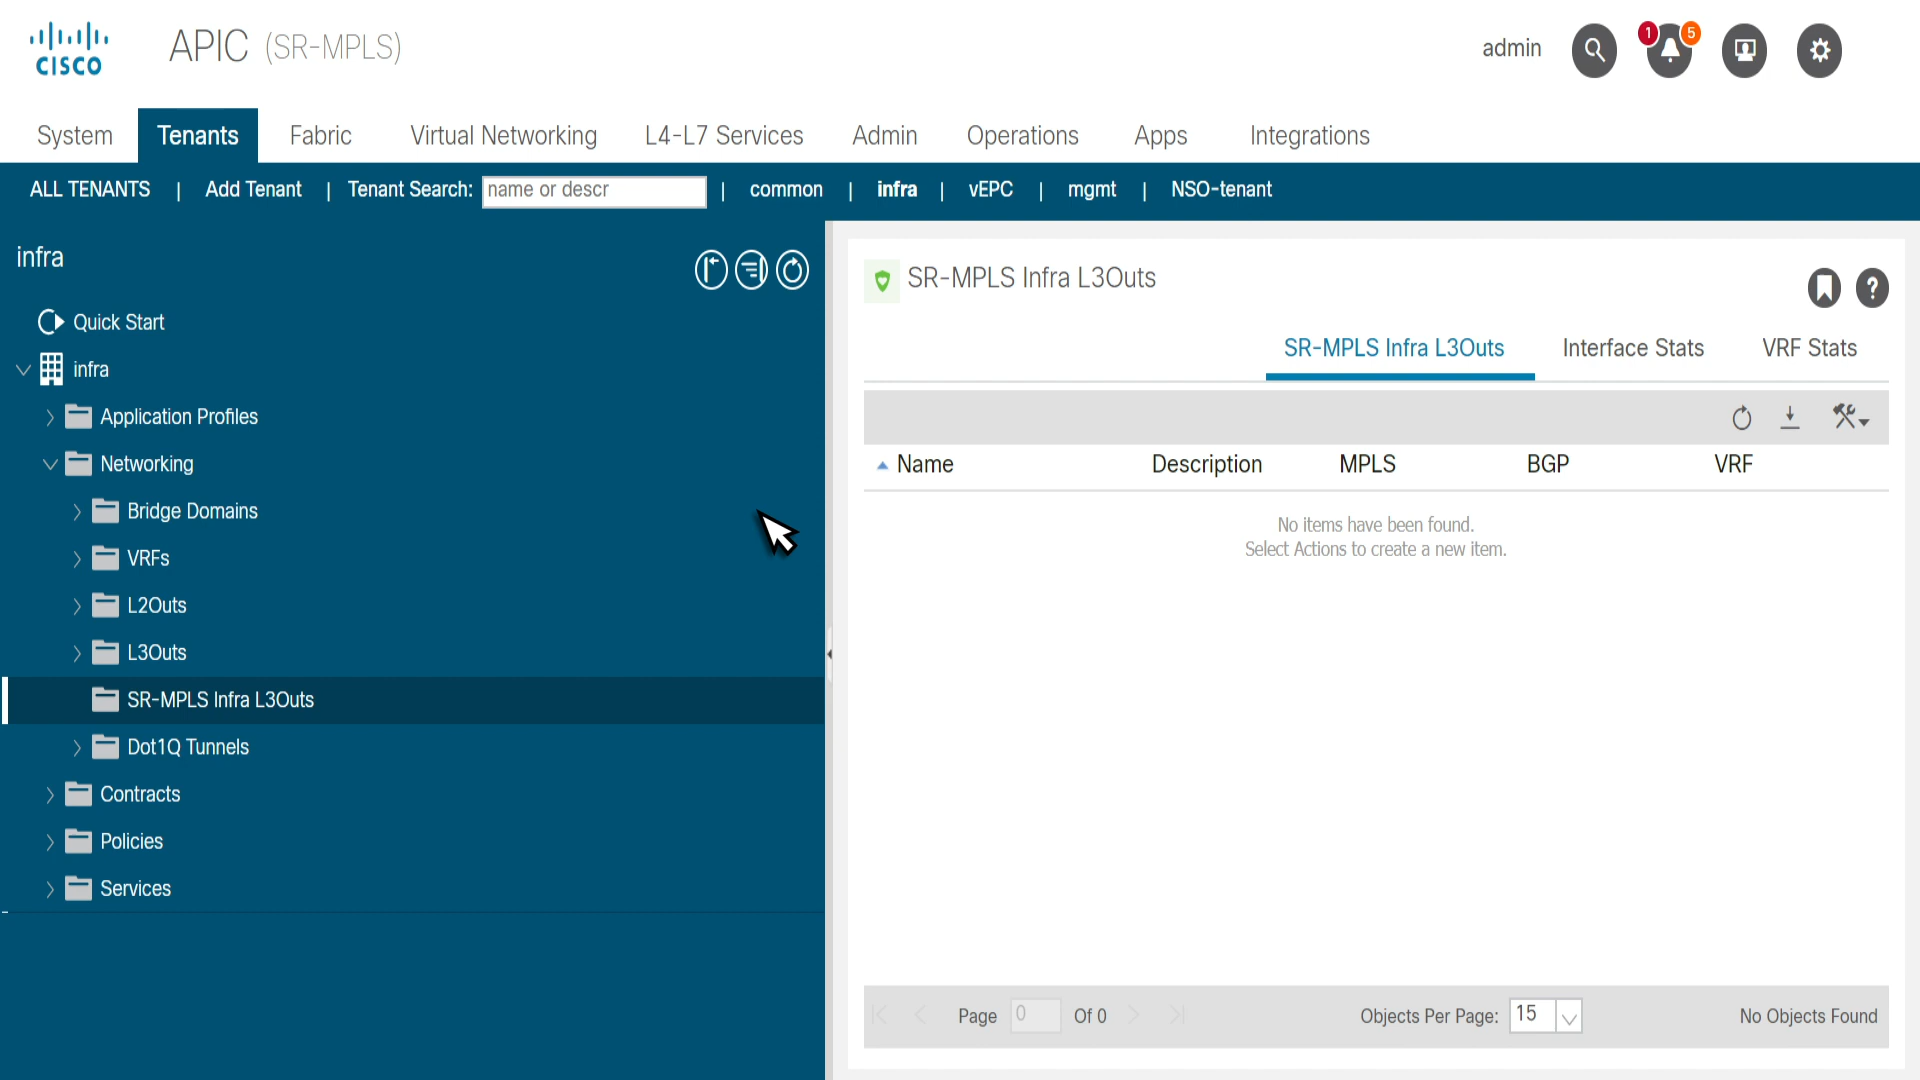 CISCO
APIC (SR-MPLS)
admin
1
5
System Tenants Fabric Virtual Networking L4-L7 Services Admin Operations Apps Integrations
ALL TENANTS | Add Tenant | Tenant Search: name or descr | common | infra | vEPC | mgmt | NSO-tenant
infra
Quick Start
infra
Application Profiles
Networking
Bridge Domains
VRFs
L2Outs
L3Outs
SR-MPLS Infra L3Outs
Dot1Q Tunnels
Contracts
Policies
Services
SR-MPLS Infra L3Outs
?
SR-MPLS Infra L3Outs Interface Stats VRF Stats
Name Description MPLS BGP VRF
No items have been found.
Select Actions to create a new item.
Page 0 Of 0 Objects Per Page: 15 No Objects Found